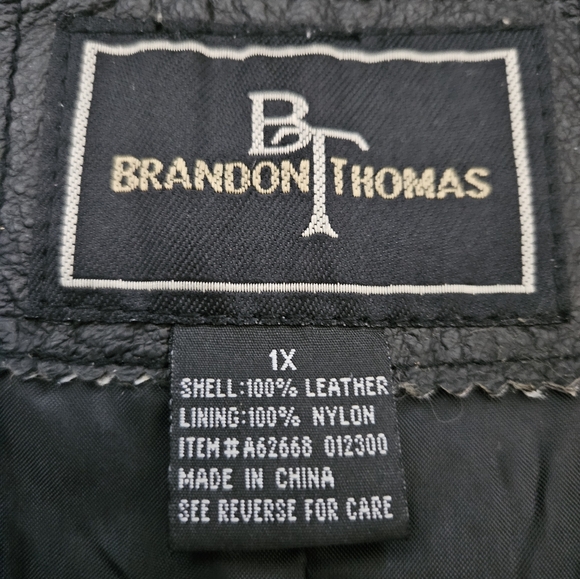 BT
BRANDON THOMAS
1X
SHELL:100% LEATHER
LINING:100% NYLON
ITEM#A62668 012300
MADE IN CHINA
SEE REVERSE FOR CARE